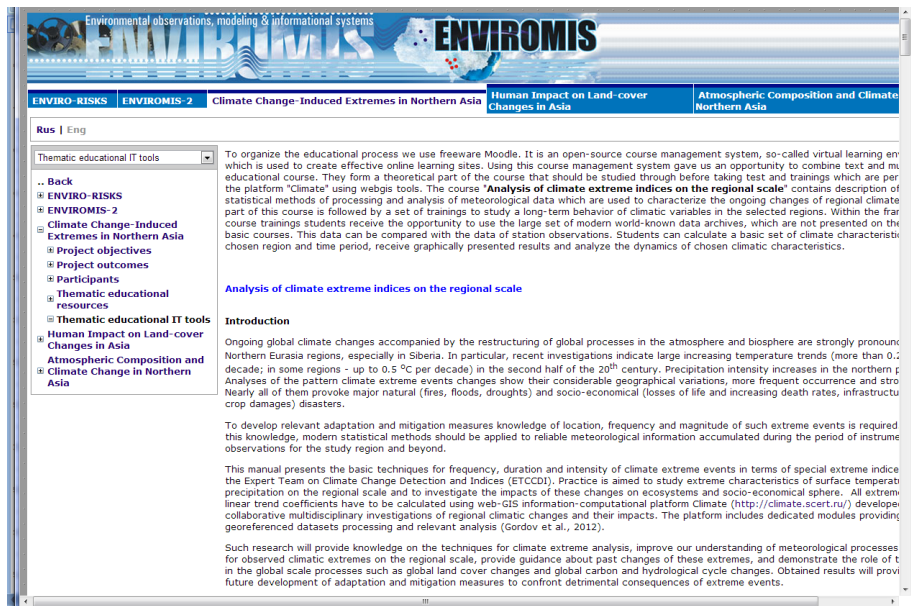 Environmental observations, modeling & informational systems
ENVIROMIS
ENVIROMIS
ENVIRO-RISKS
ENVIROMIS-2
Climate Change-Induced Extremes in Northern Asia
Human Impact on Land-cover
Changes in Asia
Atmospheric Composition and Climate
Northern Asia
Rus | Eng
Thematic educational IT tools
.. Back
ENVIRO-RISKS
ENVIROMIS-2
Climate Change-Induced
Extremes in Northern Asia
Project objectives
Project outcomes
Participants
Thematic educational
resources
Thematic educational IT tools
Human Impact on Land-cover
Changes in Asia
Atmospheric Composition and
Climate Change in Northern
Asia
To organize the educational process we use freeware Moodle. It is an open-source course management system, so-called virtual learning
which is used to create effective online learning sites. Using this course management system gave us an opportunity to combine text and
educational course. They form a theoretical part of the course that should be studied through before taking test and trainings which are
the platform "Climate" using webgis tools. The course "Analysis of climate extreme indices on the regional scale" contains description of
statistical methods of processing and analysis of meteorological data which are used to characterize the ongoing changes of regional climate
part of this course is followed by a set of trainings to study a long-term behavior of climatic variables in the selected regions. Within the
course trainings students receive the opportunity to use the large set of modern world-known data archives, which are not presented on the
basic courses. This data can be compared with the data of station observations. Students can calculate a basic set of climate
chosen region and time period, receive graphically presented results and analyze the dynamics of chosen climatic characteristics.
Analysis of climate extreme indices on the regional scale
Introduction
Ongoing global climate changes accompanied by the restructuring of global processes in the atmosphere and biosphere are strongly
Northern Eurasia regions, especially in Siberia. In particular, recent investigations indicate large increasing temperature trends (more than 0.2
decade; in some regions - up to 0.5 °C per decade) in the second half of the 20th century. Precipitation intensity increases in the northern
Analyses of the pattern climate extreme events changes show their considerable geographical variations, more frequent occurrence and
Nearly all of them provoke major natural (fires, floods, droughts) and socio-economical (losses of life and increasing death rates,
crop damages) disasters.
To develop relevant adaptation and mitigation measures knowledge of location, frequency and magnitude of such extreme events is required
this knowledge, modern statistical methods should be applied to reliable meteorological information accumulated during the period of
observations for the study region and beyond.
This manual presents the basic techniques for frequency, duration and intensity of climate extreme events in terms of special extreme
the Expert Team on Climate Change Detection and Indices (ETCCDI). Practice is aimed to study extreme characteristics of surface
precipitation on the regional scale and to investigate the impacts of these changes on ecosystems and socio-economical sphere. All
linear trend coefficients have to be calculated using web-GIS information-computational platform Climate (http://climate.scert.ru/)
collaborative multidisciplinary investigations of regional climatic changes and their impacts. The platform includes dedicated modules providing
georeferenced datasets processing and relevant analysis (Gordov et al., 2012).
Such research will provide knowledge on the techniques for climate extreme analysis, improve our understanding of meteorological processes
for observed climatic extremes on the regional scale, provide guidance about past changes of these extremes, and demonstrate the role of
in the global scale processes such as global land cover changes and global carbon and hydrological cycle changes. Obtained results will
future development of adaptation and mitigation measures to confront detrimental consequences of extreme events.